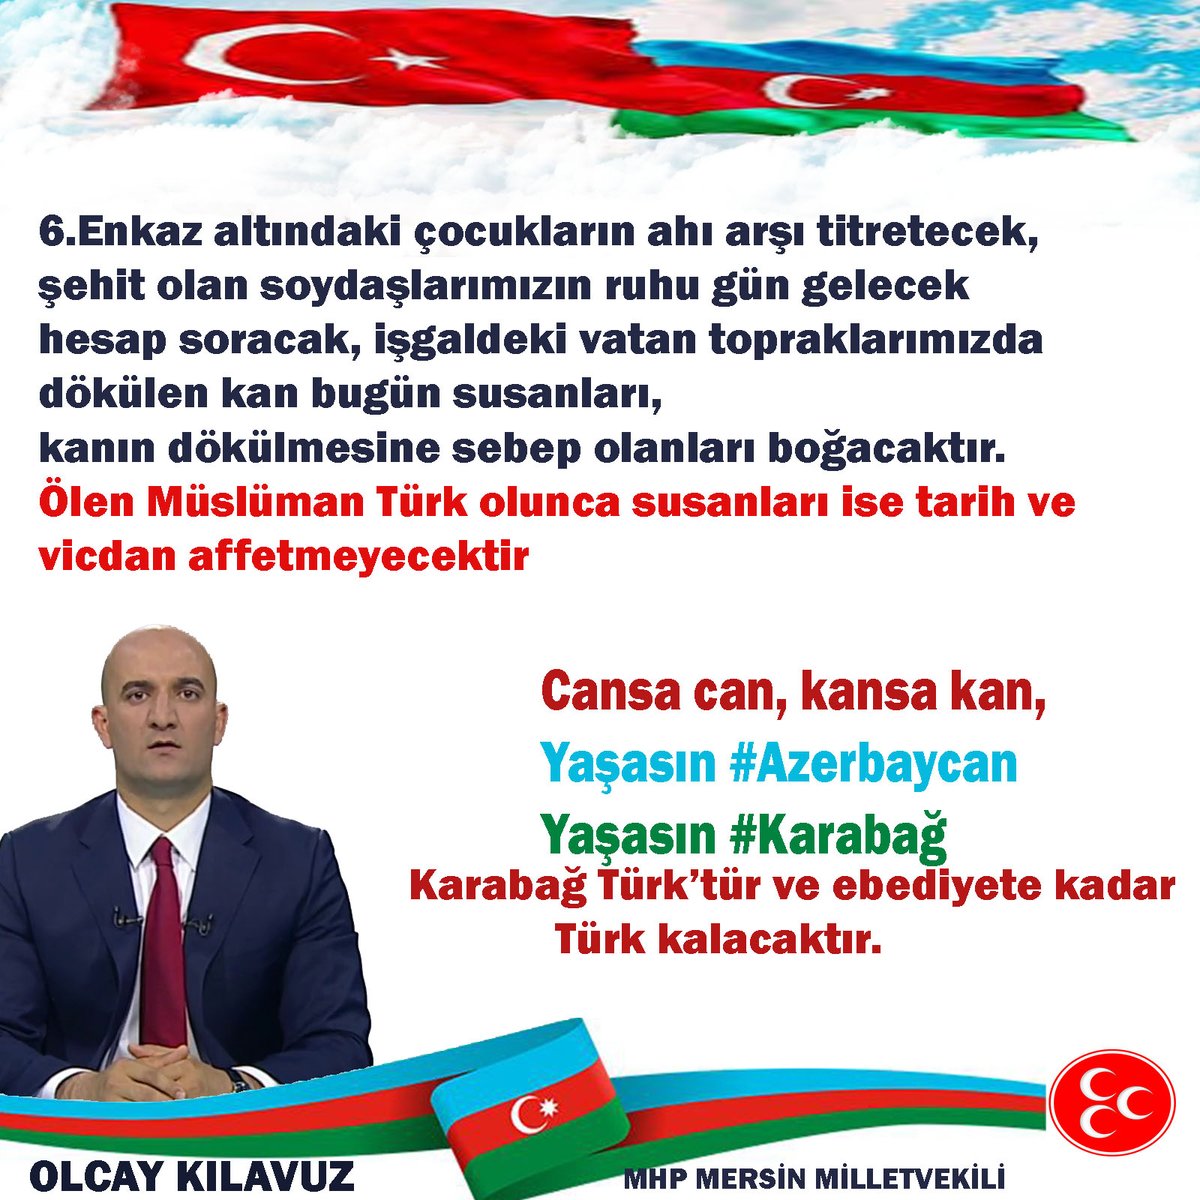 6.Enkaz altındaki çocukların ahı arşı titretecek,
şehit olan soydaşlarımızın ruhu gün gelecek
hesap soracak, işgaldeki vatan topraklarımızda
dökülen kan bugün susanları,
kanın dökülmesine sebep olanları boğacaktır.
Ölen Müslüman Türk olunca susanları ise tarih ve
vicdan affetmeyecektir
Cansa can, kansa kan,
Yaşasın #Azerbaycan
Yaşasın #Karabağ
Karabağ Türk’tür ve ebediyete kadar
Türk kalacaktır.
OLCAY KILAVUZ
MHP MERSİN MİLLETVEKİLİ